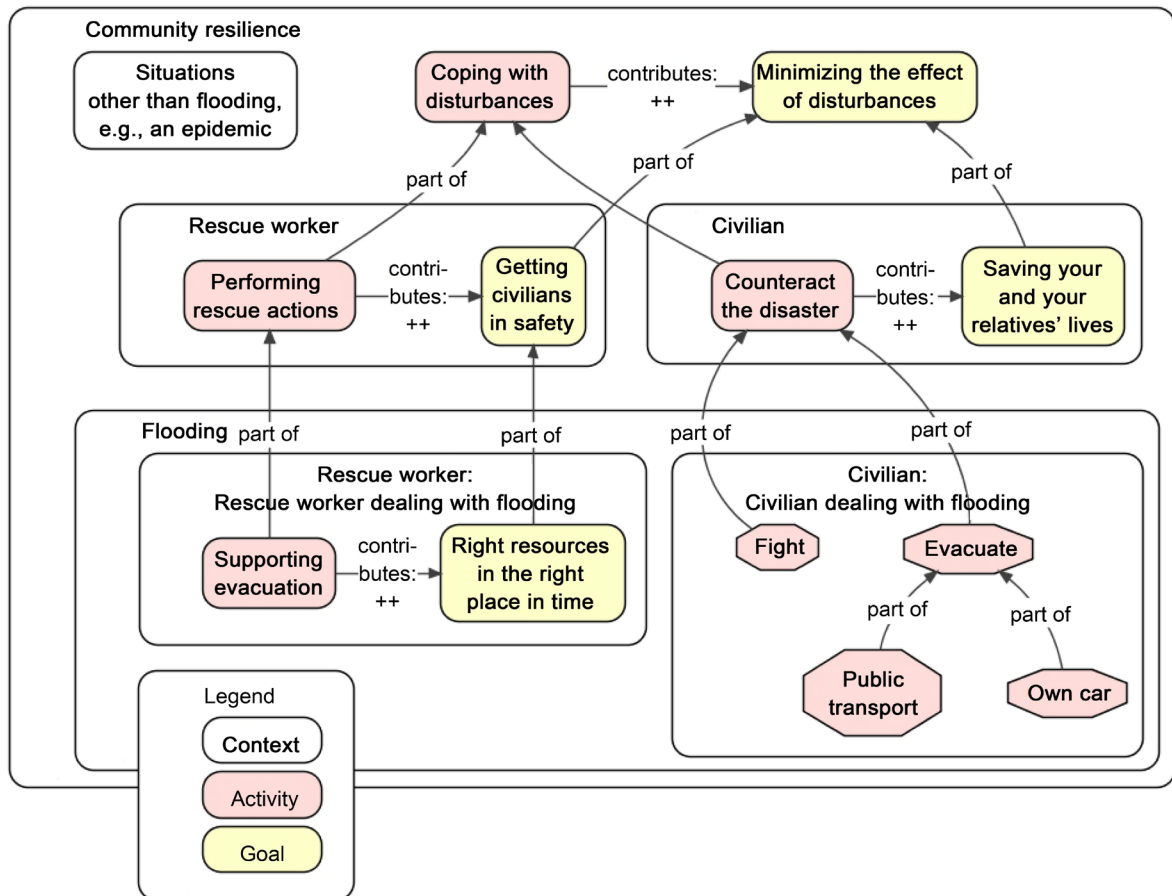 Community resilience
Situations
other than flooding,
e.g., an epidemic
Coping with
disturbances
contributes:
++
Minimizing the effect
of disturbances
part of
part of
part of
Rescue worker
Performing
rescue actions
contri-
butes:
++
Getting
civilians
in safety
Civilian
Counteract
the disaster
contri-
butes:
++
Saving your
and your
relatives’ lives
Flooding
part of
part of
part of
part of
Rescue worker:
Rescue worker dealing with flooding
Supporting
evacuation
contri-
butes:
++
Right resources
in the right
place in time
Civilian:
Civilian dealing with flooding
Fight
Evacuate
part of
part of
Public
transport
Own car
Legend
Context
Activity
Goal